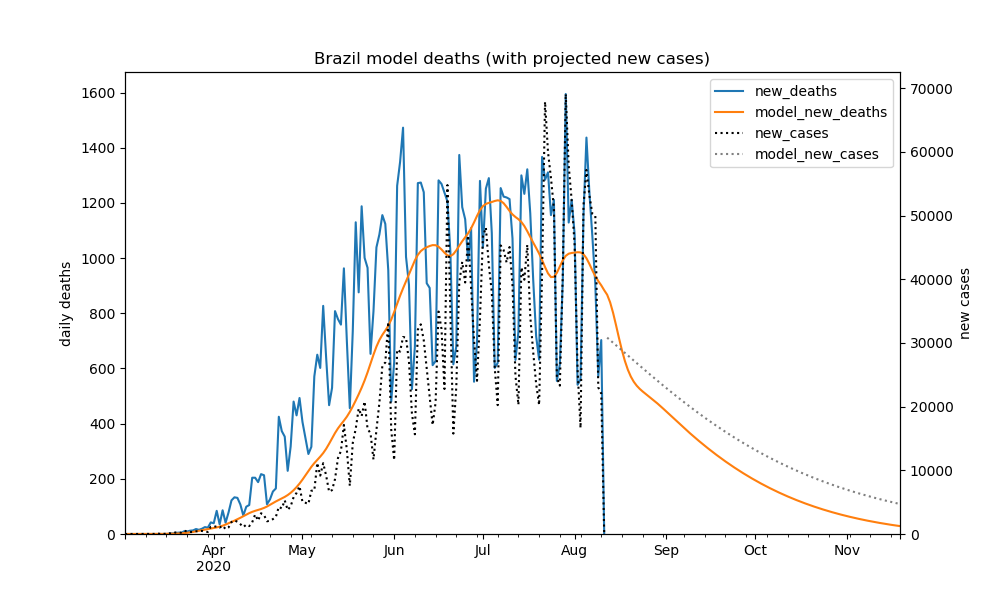 Brazil model deaths (with projected new cases)
new_deaths
model_new_deaths
new_cases
model_new_cases
daily deaths
new cases
1600
1400
1200
1000
800
600
400
200
0
70000
60000
50000
40000
30000
20000
10000
0
Apr
2020
May
Jun
Jul
Aug
Sep
Oct
Nov